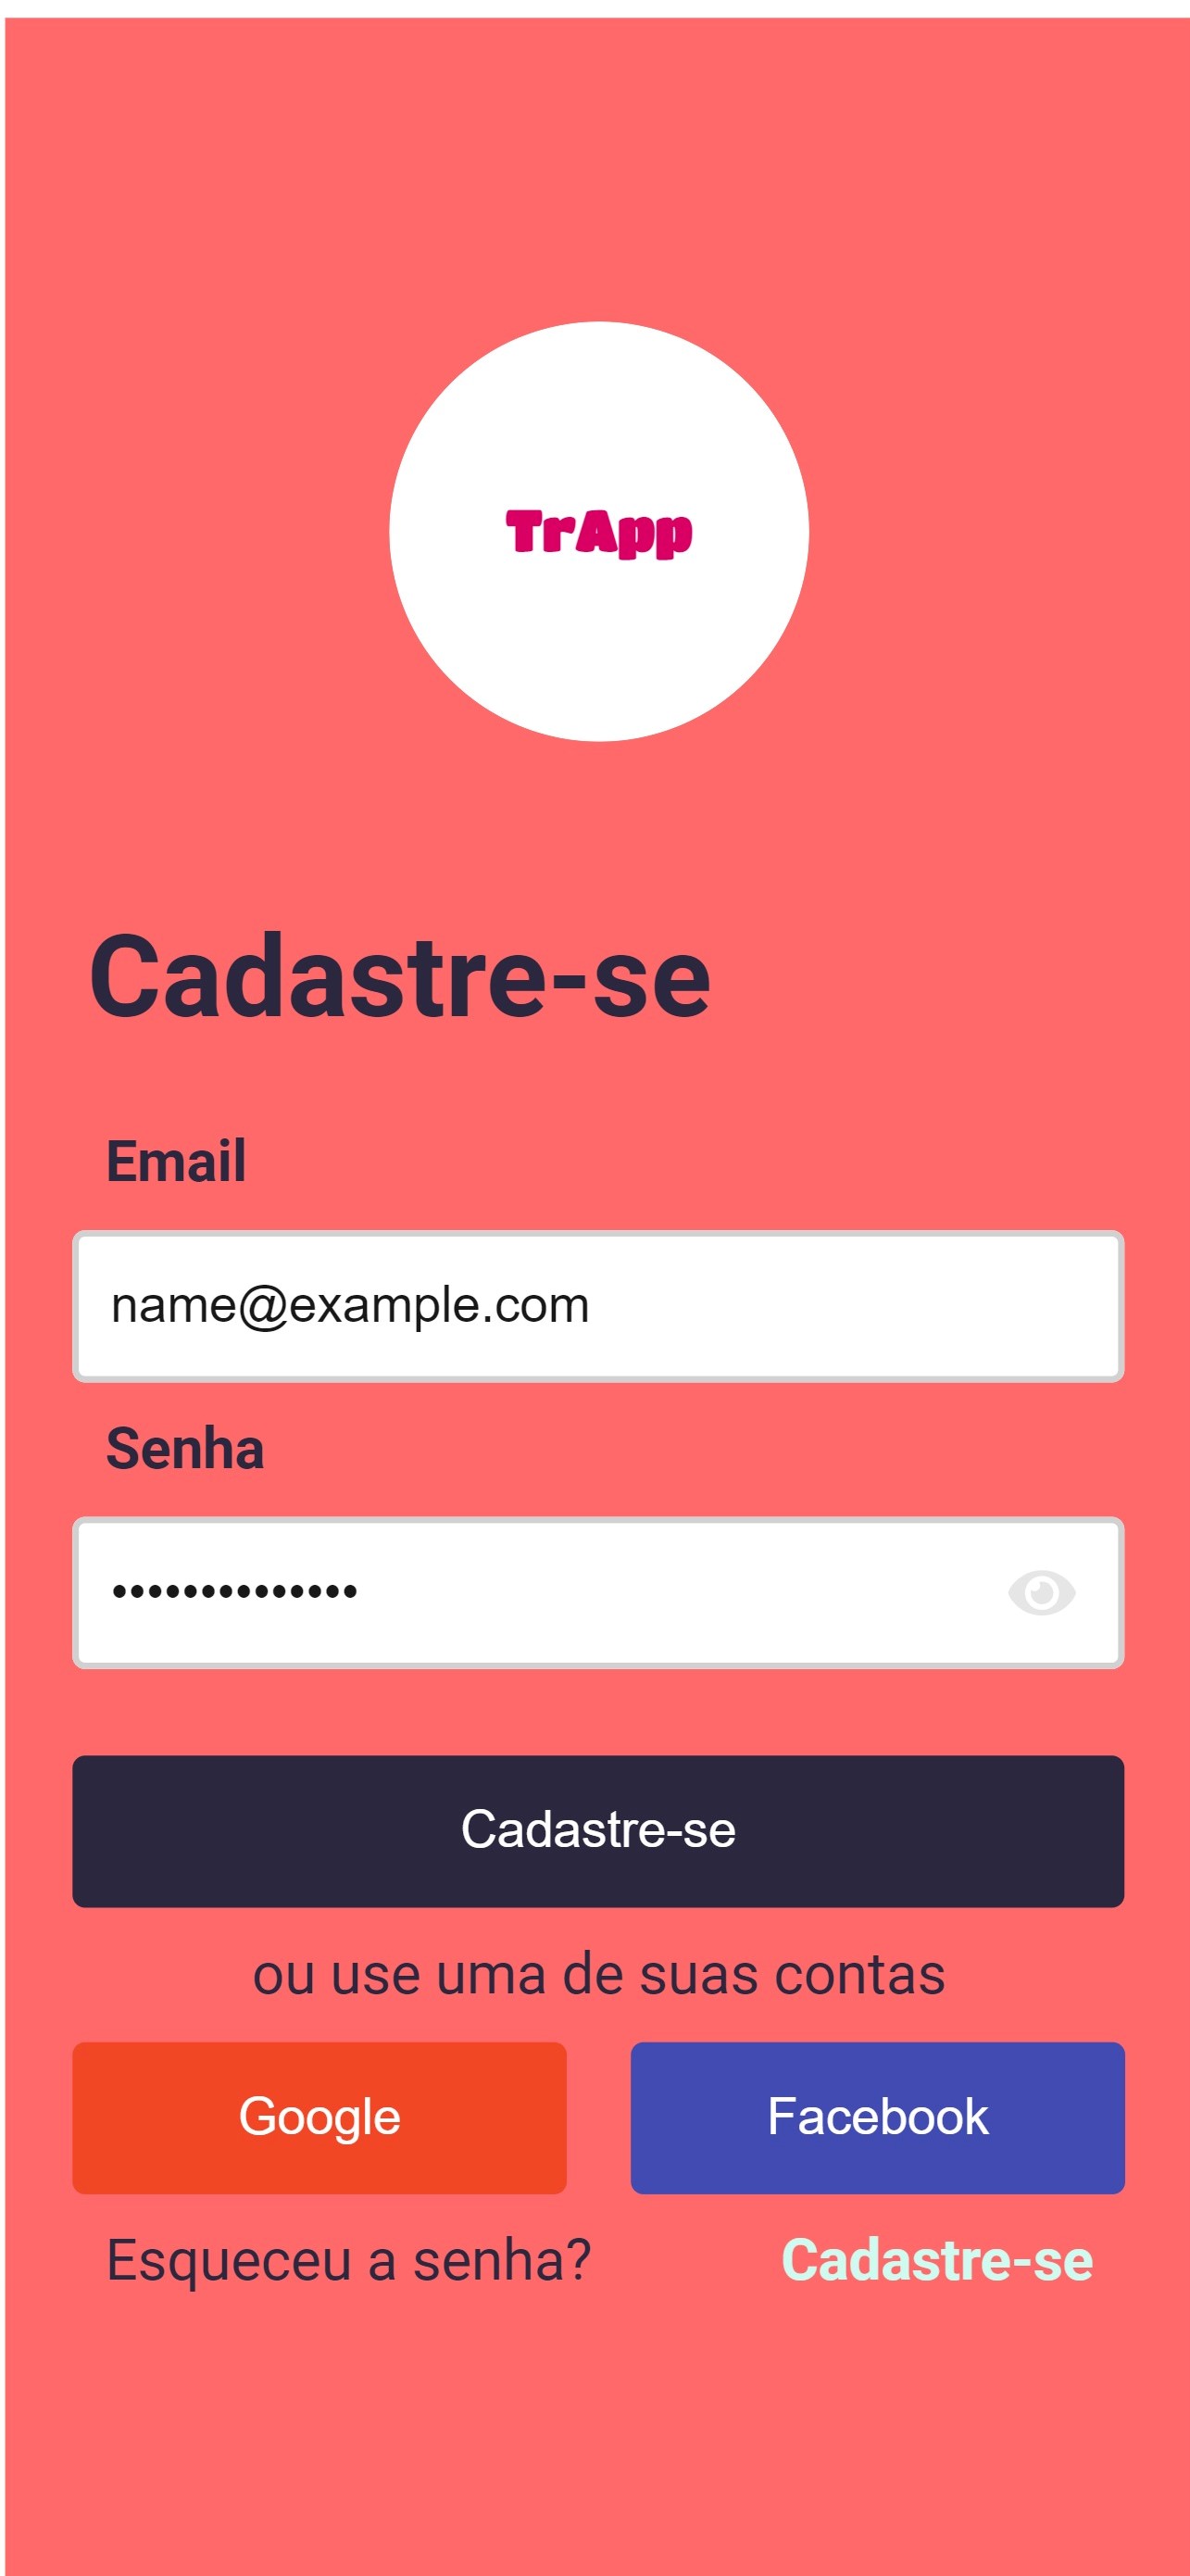 TrApp
Cadastre-se
Email
name@example.com
Senha
••••••••••••••
Cadastre-se
ou use uma de suas contas
Google
Facebook
Esqueceu a senha?
Cadastre-se